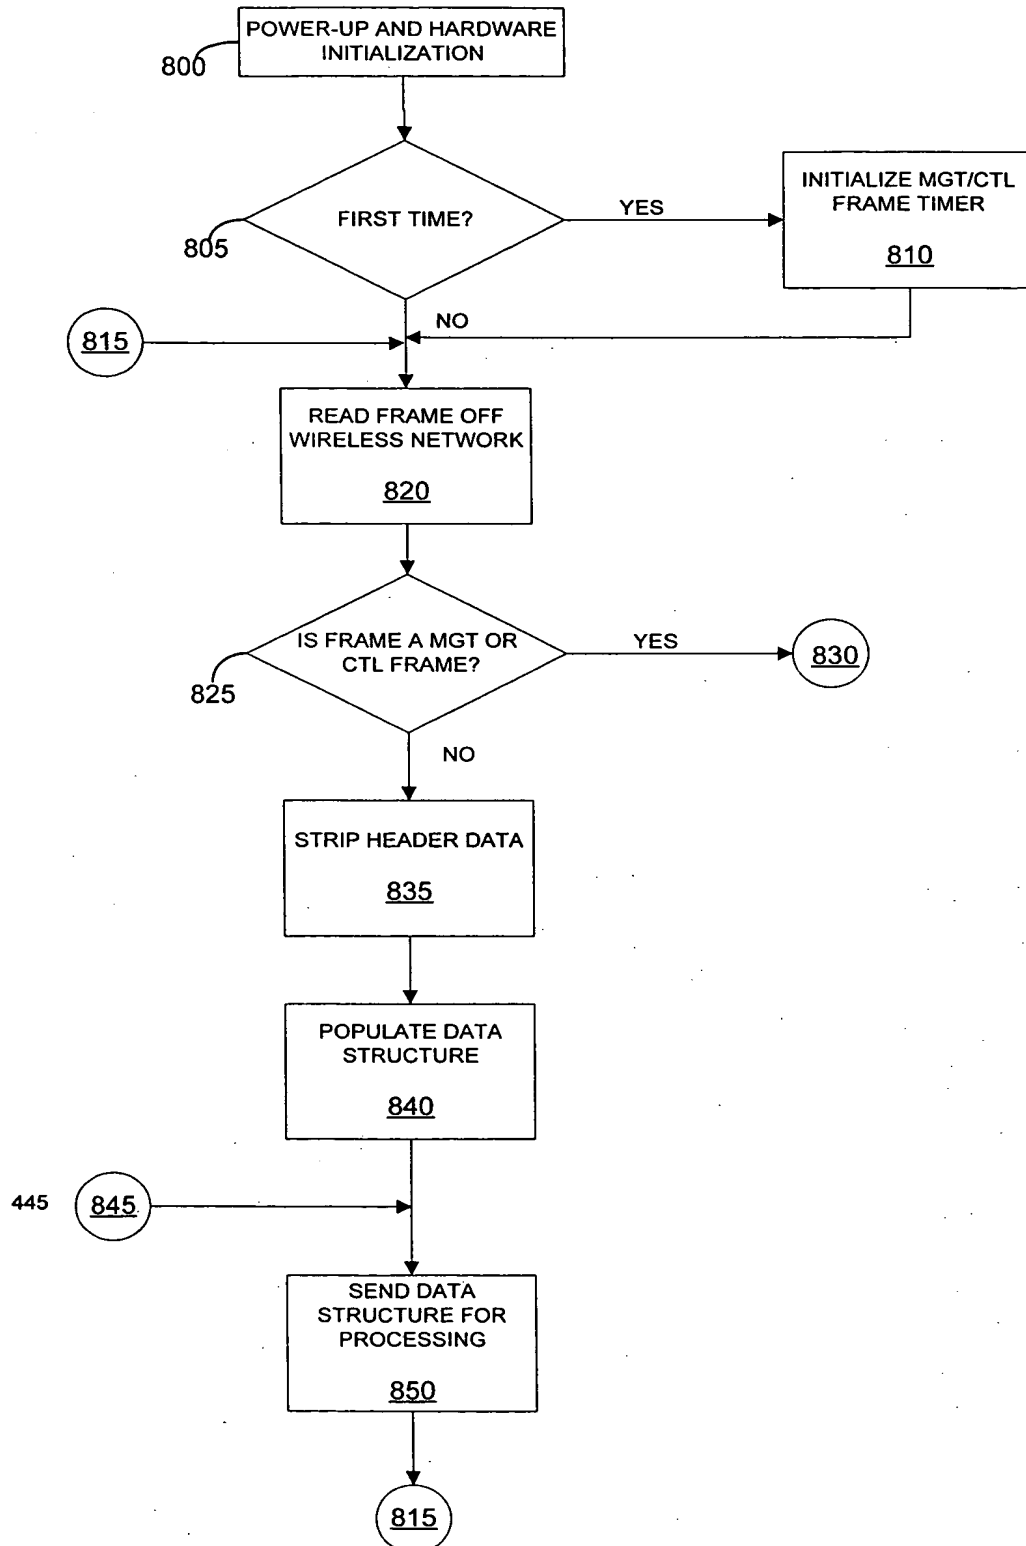 POWER-UP AND HARDWARE
INITIALIZATION
800
FIRST TIME?
805
YES
INITIALIZE MGT/CTL
FRAME TIMER
810
NO
815
READ FRAME OFF
WIRELESS NETWORK
820
IS FRAME A MGT OR
CTL FRAME?
825
YES
830
NO
STRIP HEADER DATA
835
POPULATE DATA
STRUCTURE
840
445
845
SEND DATA
STRUCTURE FOR
PROCESSING
850
815